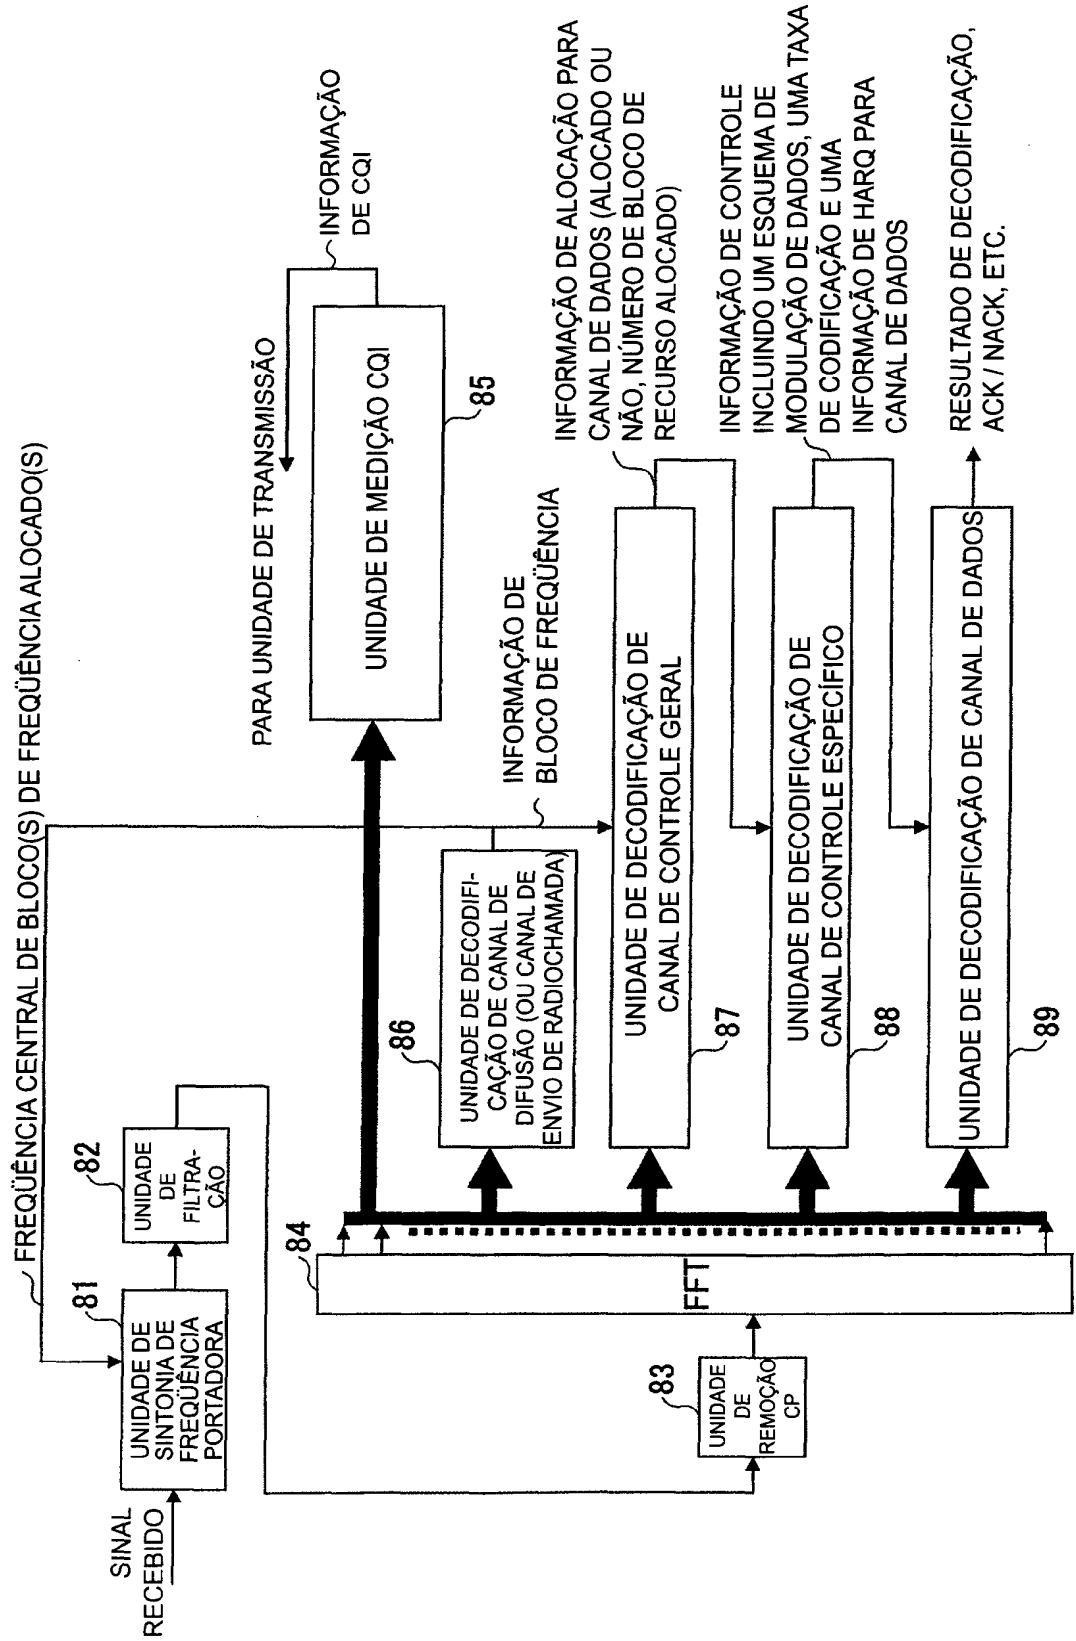 FREQÜÊNCIA CENTRAL DE BLOCO(S) DE FREQÜÊNCIA ALOCADO(S)
SINAL
RECEBIDO
81
UNIDADE DE
SINTONIA DE
FREQÜÊNCIA
PORTADORA
82
UNIDADE
DE
FILTRA-
ÇÃO
83
UNIDADE
DE
REMOÇÃO
CP
84
FFT
PARA UNIDADE DE TRANSMISSÃO
INFORMAÇÃO
DE CQI
UNIDADE DE MEDIÇÃO CQI
85
86
UNIDADE DE DECODIFI-
CAÇÃO DE CANAL DE
DIFUSÃO (OU CANAL DE
ENVIO DE RADIOCHAMADA)
INFORMAÇÃO DE
BLOCO DE FREQÜÊNCIA
UNIDADE DE DECODIFICAÇÃO DE
CANAL DE CONTROLE GERAL
87
INFORMAÇÃO DE ALOCAÇÃO PARA
CANAL DE DADOS (ALOCADO OU
NÃO, NÚMERO DE BLOCO DE
RECURSO ALOCADO)
UNIDADE DE DECODIFICAÇÃO DE
CANAL DE CONTROLE ESPECÍFICO
88
INFORMAÇÃO DE CONTROLE
INCLUINDO UM ESQUEMA DE
MODULAÇÃO DE DADOS, UMA TAXA
DE CODIFICAÇÃO E UMA
INFORMAÇÃO DE HARQ PARA
CANAL DE DADOS
UNIDADE DE DECODIFICAÇÃO DE CANAL DE DADOS
89
RESULTADO DE DECODIFICAÇÃO,
ACK / NACK, ETC.